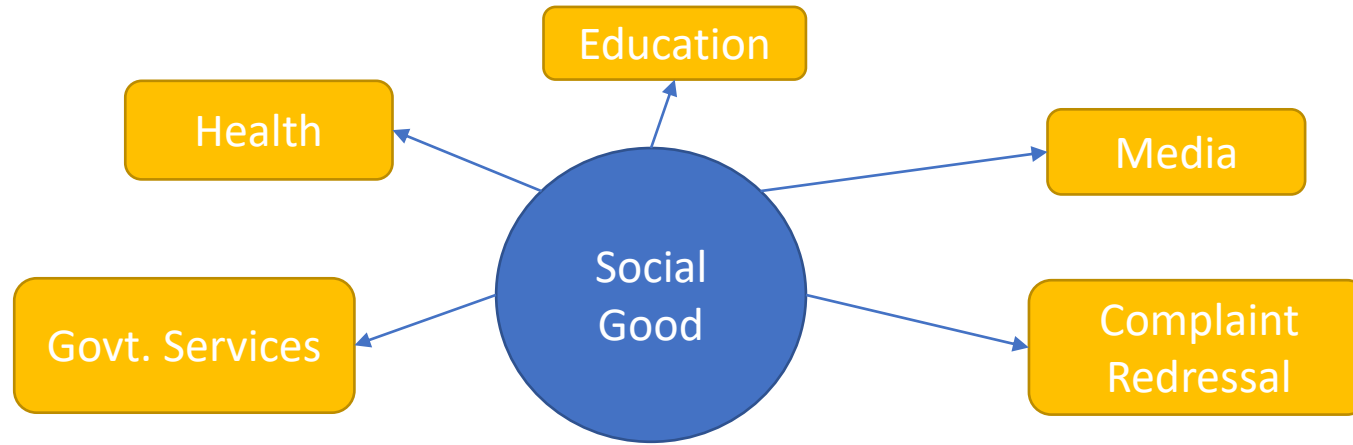 Education
Health
Media
Social
Good
Govt. Services
Complaint
Redressal